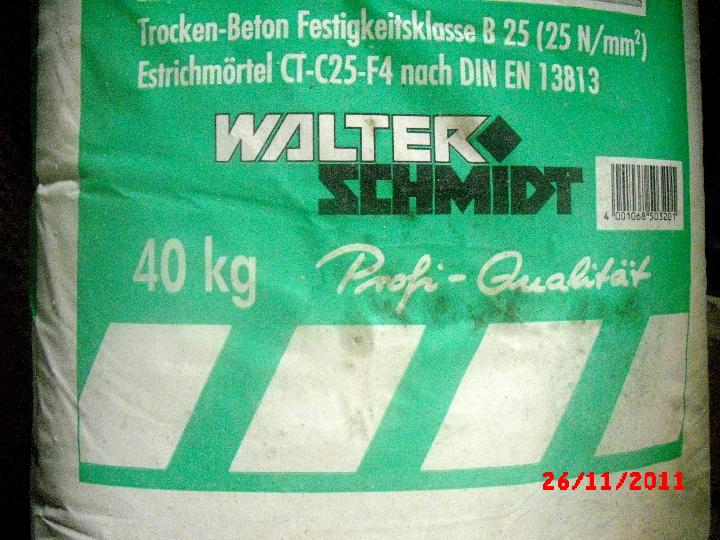 Trocken-Beton Festigkeitsklasse B 25 (25 N/mm²)
Estrichmörtel CT-C25-F4 nach DIN EN 13813
WALTER
SCHMIDT
4 001068 503201
40 kg Profi-Qualität
26/11/2011